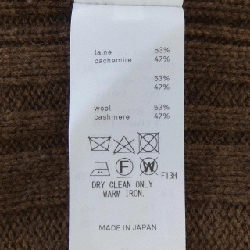 laine 53%
cachemire 47%
53%
47%
wool 53%
cashmere 47%
F
F13H
DRY CLEAN ONLY
WARM IRON.
MADE IN JAPAN